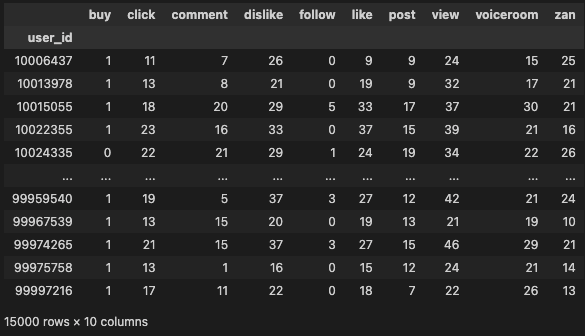 buy click comment dislike follow like post view voiceroom zan
user_id
10006437 1 11 7 26 0 9 9 24 15 25
10013978 1 13 8 21 0 19 9 32 17 21
10015055 1 18 20 29 5 33 17 37 30 21
10022355 1 23 16 33 0 37 15 39 21 16
10024335 0 22 21 29 1 24 19 34 22 26
... ... ... ... ... ... ... ... ... ... ...
99959540 1 19 5 37 3 27 12 42 21 24
99967539 1 13 15 20 0 19 13 21 19 10
99974265 1 21 15 37 3 27 15 46 29 21
99975758 1 13 1 16 0 15 12 24 21 14
99997216 1 17 11 22 0 18 7 22 26 13
15000 rows × 10 columns